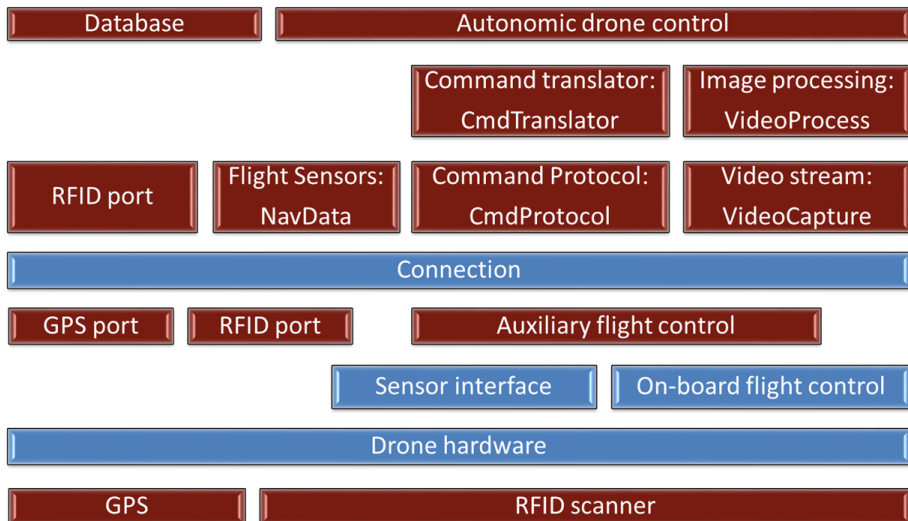 Database
Autonomic drone control
Command translator:
CmdTranslator
Image processing:
VideoProcess
RFID port
Flight Sensors:
NavData
Command Protocol:
CmdProtocol
Video stream:
VideoCapture
Connection
GPS port
RFID port
Auxiliary flight control
Sensor interface
On-board flight control
Drone hardware
GPS
RFID scanner